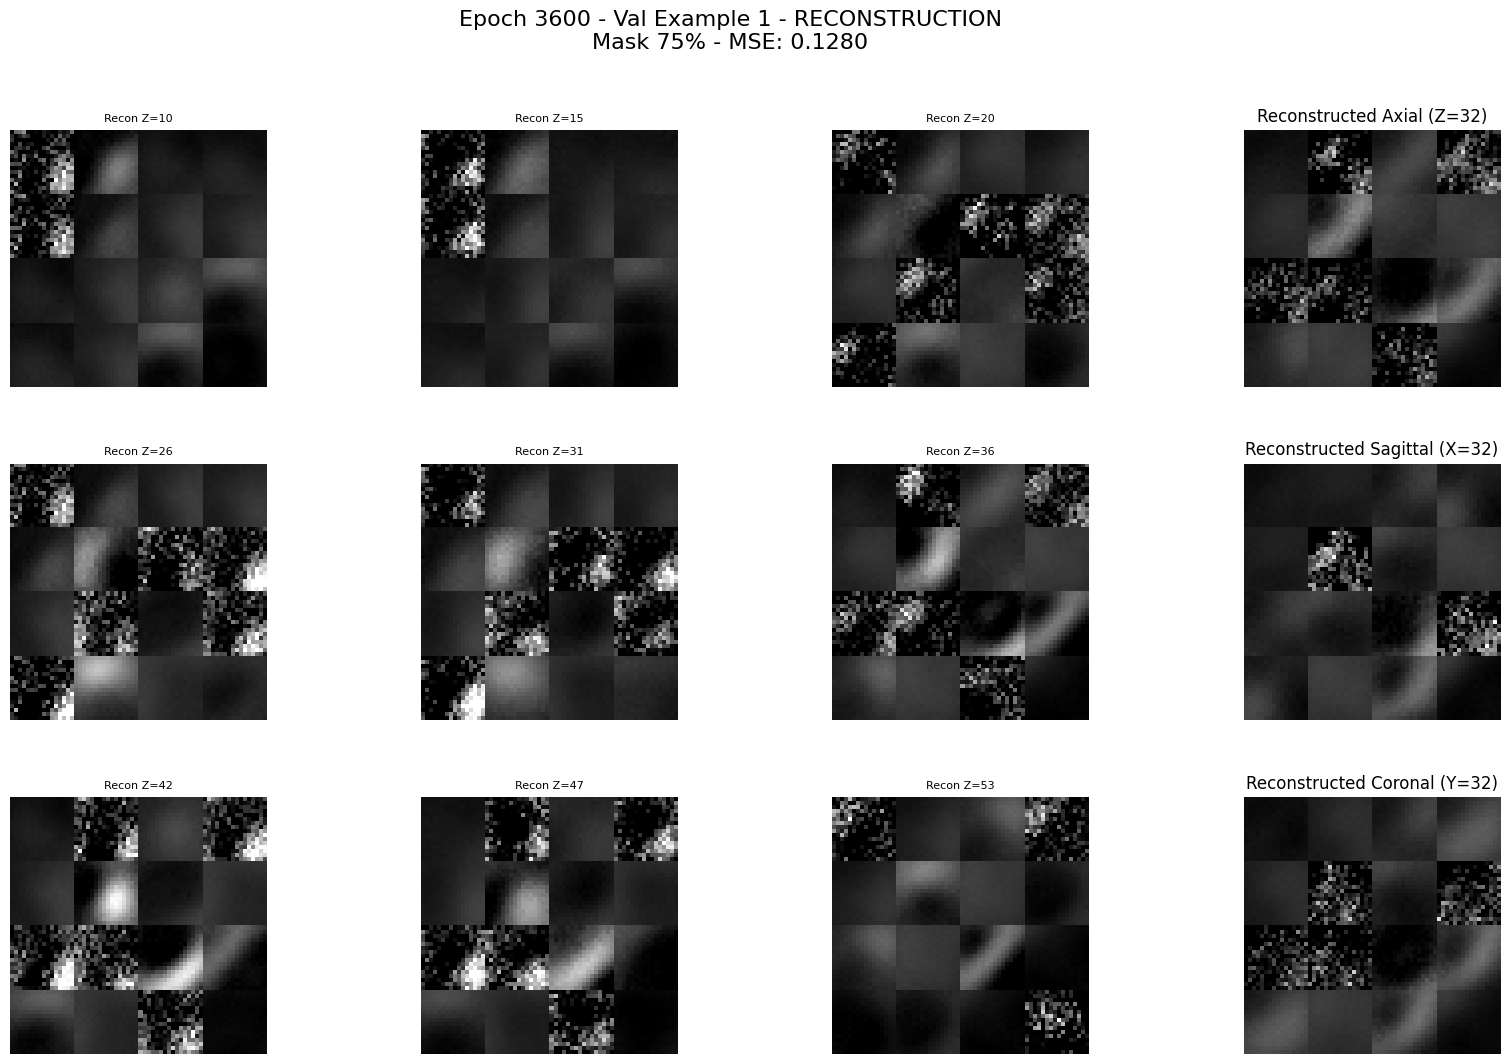 Epoch 3600 - Val Example 1 - RECONSTRUCTION
Mask 75% - MSE: 0.1280
Recon Z=10
Recon Z=15
Recon Z=20
Reconstructed Axial (Z=32)
Recon Z=26
Recon Z=31
Recon Z=36
Reconstructed Sagittal (X=32)
Recon Z=42
Recon Z=47
Recon Z=53
Reconstructed Coronal (Y=32)